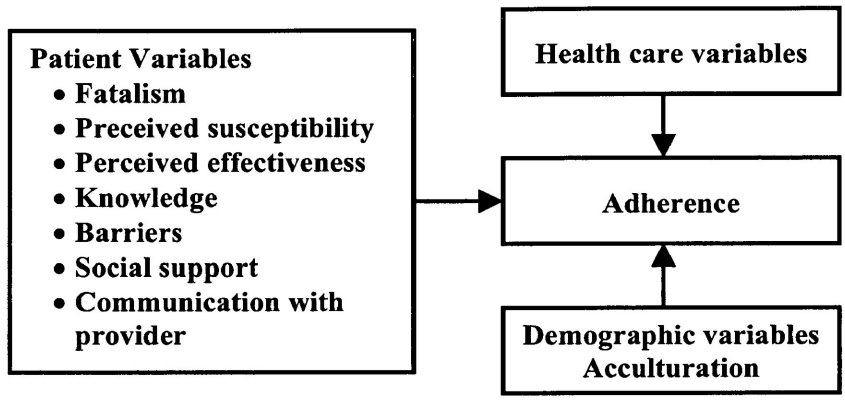 Patient Variables
• Fatalism
• Preceived susceptibility
• Perceived effectiveness
• Knowledge
• Barriers
• Social support
• Communication with
provider
Health care variables
Adherence
Demographic variables
Acculturation